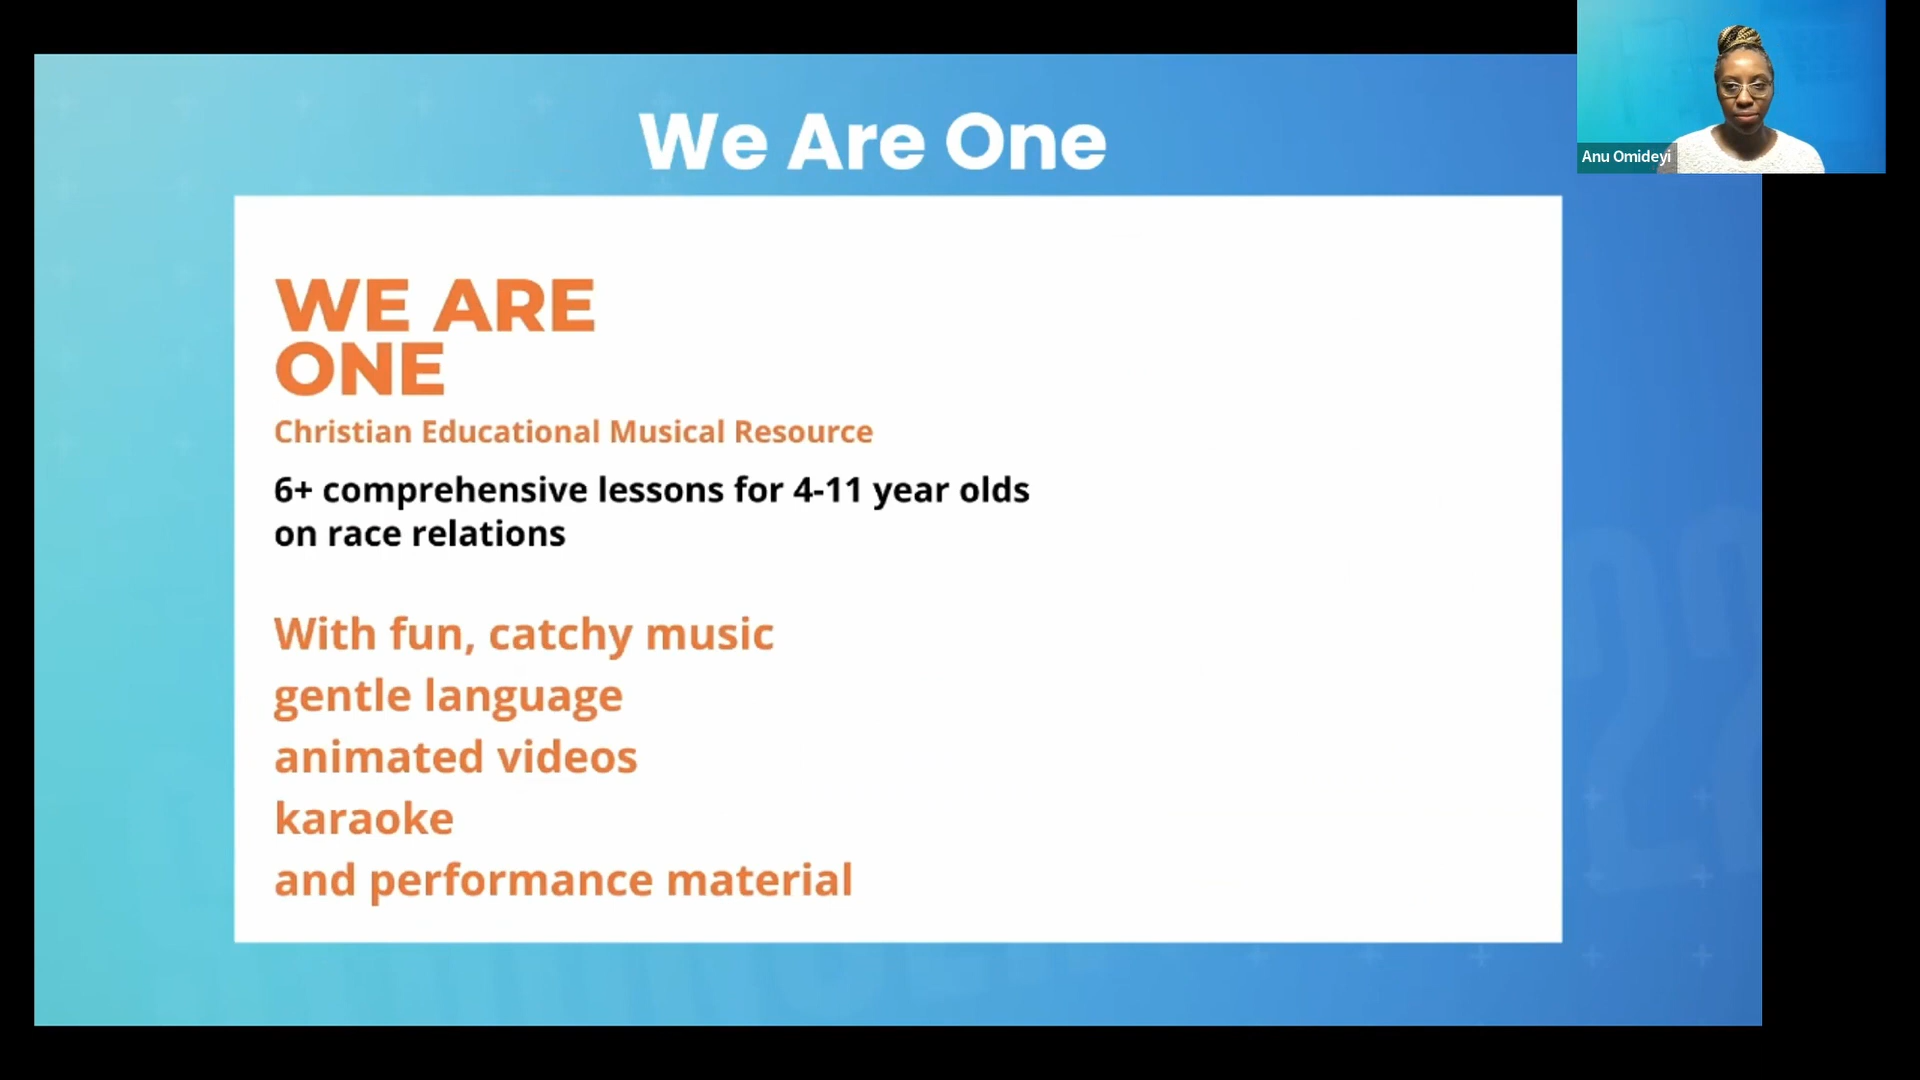 We Are One
Anu Omideyi
WE ARE
ONE
Christian Educational Musical Resource
6+ comprehensive lessons for 4-11 year olds
on race relations
With fun, catchy music
gentle language
animated videos
karaoke
and performance material